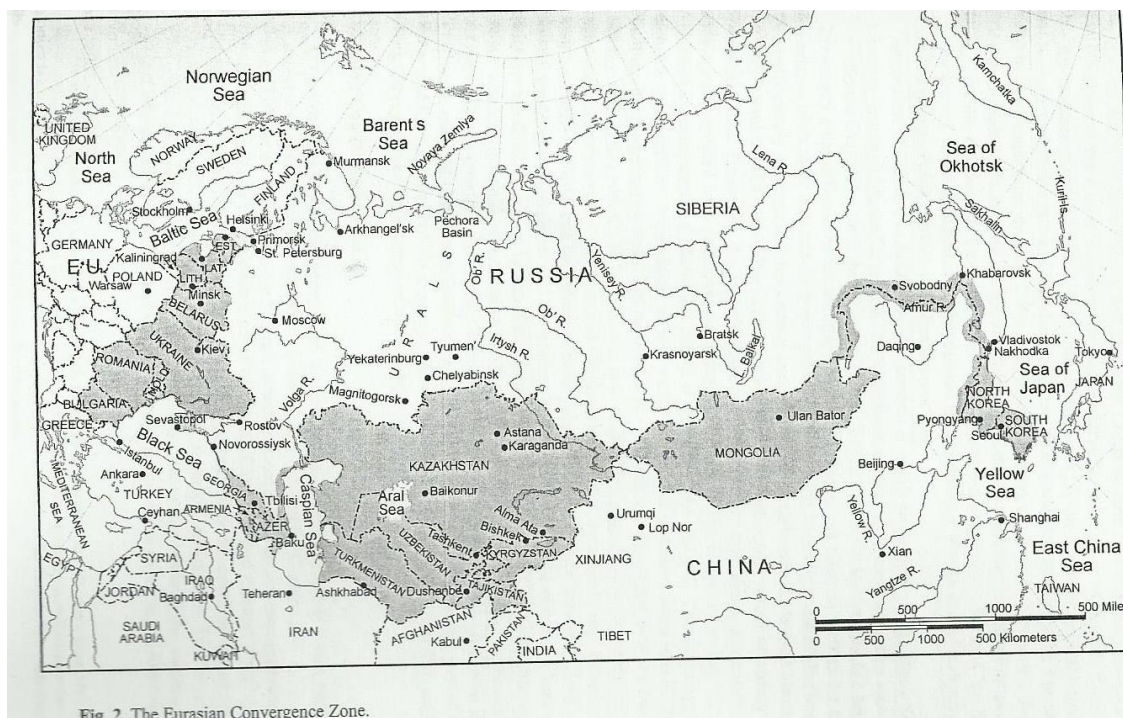 Norwegian
Sea
UNITED
KINGDOM
North
Sea
NORWAY
SWEDEN
FINLAND
Barents
Sea
Novaya Zemlya
Murmansk
Stockholm
Baltic Sea
Helsinki
Primorsk
St. Petersburg
Arkhangel'sk
Pechora
Basin
GERMANY
E.U.
POLAND
Warsaw
Kaliningrad
EST.
LAT.
LITH
Minsk
BELARUS
UKRAINE
Kiev
ROMANIA
MOLD.
BULGARIA
GREECE
Moscow
URALS
RUSSIA
SIBERIA
Ob' R.
Ob' R.
Irtysh R.
Yenisey R.
Lena R.
L. Baikal
Bratsk
Krasnoyarsk
Tyumen'
Yekaterinburg
Chelyabinsk
Magnitogorsk
Volga R.
Rostov
Sevastopol
Novorossiysk
Black Sea
Istanbul
Ankara
TURKEY
Ceyhan
MEDITERRANEAN
SEA
EGYPT
SYRIA
JORDAN
IRAQ
Baghdad
SAUDI
ARABIA
KUWAIT
GEORGIA
Tbilisi
ARMENIA
AZER
Baku
Caspian Sea
Teheran
IRAN
Astana
Karaganda
KAZAKHSTAN
Baikonur
Aral
Sea
Alma Ata
Bishkek
Tashkent
KYRGYZSTAN
UZBEKISTAN
TURKMENISTAN
Ashkhabad
Dushanbe
TAJIKISTAN
AFGHANISTAN
Kabul
PAKISTAN
INDIA
Ulan Bator
MONGOLIA
Urumqi
Lop Nor
XINJIANG
CHINA
TIBET
Beijing
Yellow R.
Xian
Yangtze R.
Shanghai
East China
Sea
TAIWAN
Yellow
Sea
Kamchatka
Sea of
Okhotsk
Kuril Is.
Sakhalin
Khabarovsk
Svobodny
Amur R.
Daqing
Vladivostok
Nakhodka
Sea of
Japan
Tokyo
JAPAN
NORTH
KOREA
Pyongyang
SOUTH
KOREA
Seoul
0 500 1000 500 Mile
0 500 1000 500 Kilometers
Fig. 2. The Eurasian Convergence Zone.